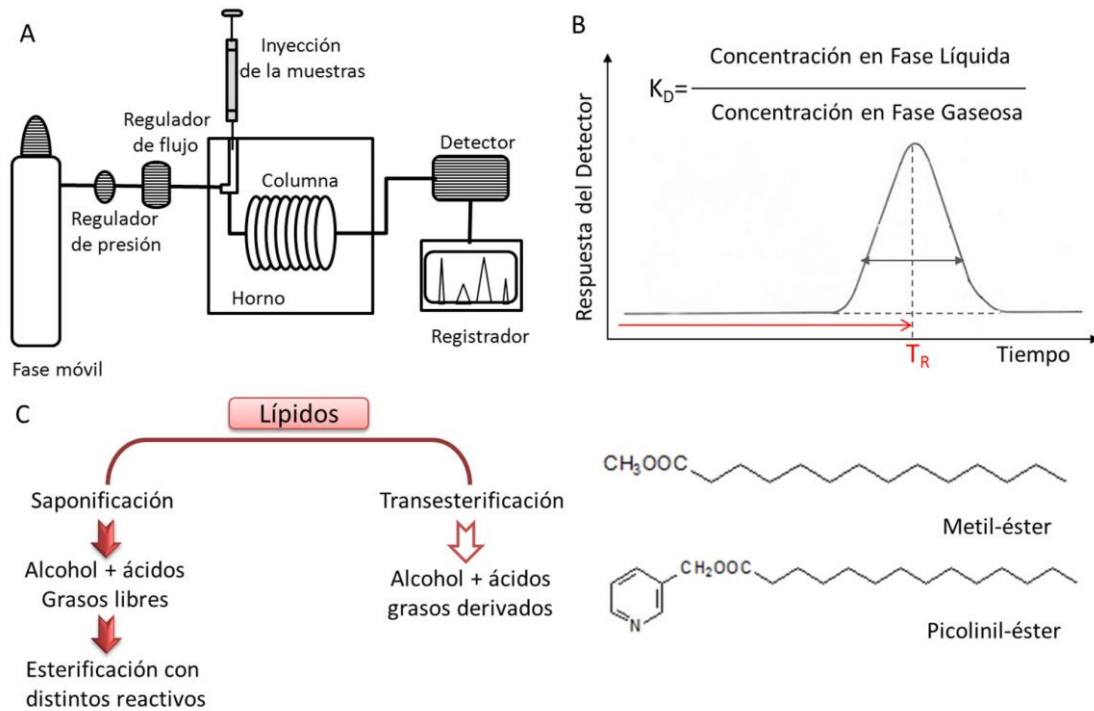 A
Inyección
de la muestras
Regulador
de flujo
Detector
Columna
Regulador
de presión
Horno
Registrador
Fase móvil
B
Concentración en Fase Líquida
K_D=
Concentración en Fase Gaseosa
Respuesta del Detector
T_R
Tiempo
C
Lípidos
Saponificación
Alcohol + ácidos
Grasos libres
Esterificación con
distintos reactivos
Transesterificación
Alcohol + ácidos
grasos derivados
CH₃OOC
Metil-éster
CH₂OOC
N
Picolinil-éster